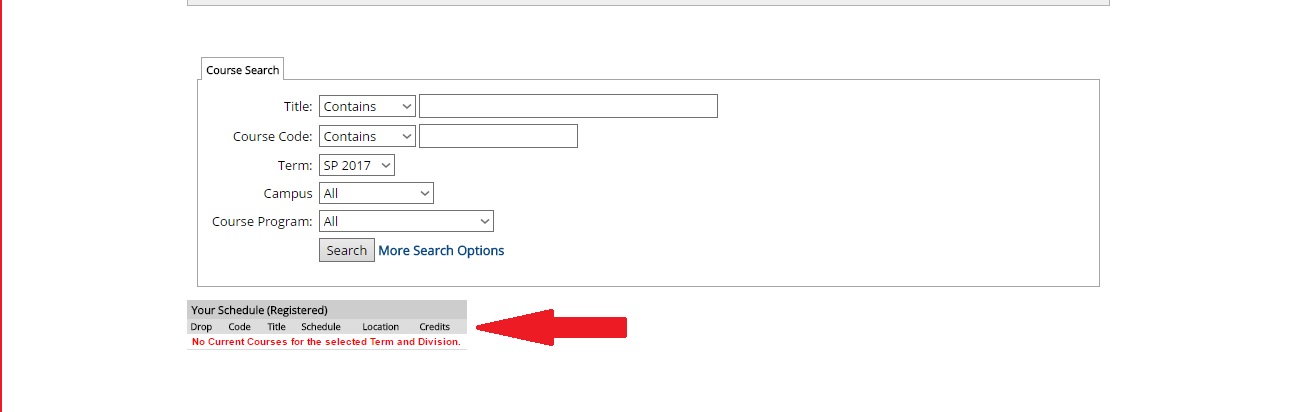 Course Search
Title: Contains
Course Code: Contains
Term: SP 2017
Campus All
Course Program: All
Search More Search Options
Your Schedule (Registered)
Drop Code Title Schedule Location Credits
No Current Courses for the selected Term and Division.